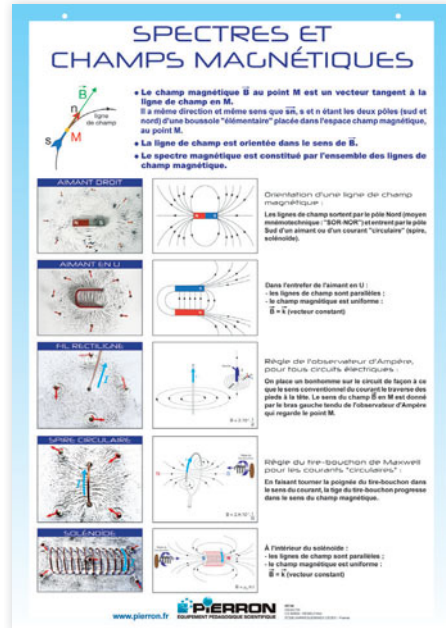 SPECTRES ET
CHAMPS MAGNÉTIQUES
B
n
ligne
de champ
M
s
• Le champ magnétique B au point M est un vecteur tangent à la
ligne de champ en M.
Il a même direction et même sens que sn, s et n étant les deux pôles (sud et
nord) d'une boussole "élémentaire" placée dans l'espace champ magnétique,
au point M.
• La ligne de champ est orientée dans le sens de B.
• Le spectre magnétique est constitué par l'ensemble des lignes de
champ magnétique.
AIMANT DROIT
Orientation d'une ligne de champ
magnétique :
Les lignes de champ sortent par le pôle Nord (moyen
mnémotechnique : "SOR-NOR") et entrent par le pôle
Sud d'un aimant ou d'un courant "circulaire" (spire,
solénoïde).
AIMANT EN U
Dans l'entrefer de l'aimant en U :
- les lignes de champ sont parallèles ;
- le champ magnétique est uniforme :
B = k (vecteur constant)
FIL RECTILIGNE
I
Règle de l'observateur d'Ampère,
pour tous circuits électriques :
On place un bonhomme sur le circuit de façon à ce
que le sens conventionnel du courant le traverse des
pieds à la tête. Le sens du champ B en M est donné
par le bras gauche tendu de l'observateur d'Ampère
qui regarde le point M.
SPIRE CIRCULAIRE
Règle du tire-bouchon de Maxwell
pour les courants "circulaires" :
En faisant tourner la poignée du tire-bouchon dans
le sens du courant, la tige du tire-bouchon progresse
dans le sens du champ magnétique.
SOLÉNOÏDE
À l'intérieur du solénoïde :
- les lignes de champ sont parallèles ;
- le champ magnétique est uniforme :
B = k (vecteur constant)
www.pierron.fr
PIERRON
ÉQUIPEMENT PÉDAGOGIQUE SCIENTIFIQUE